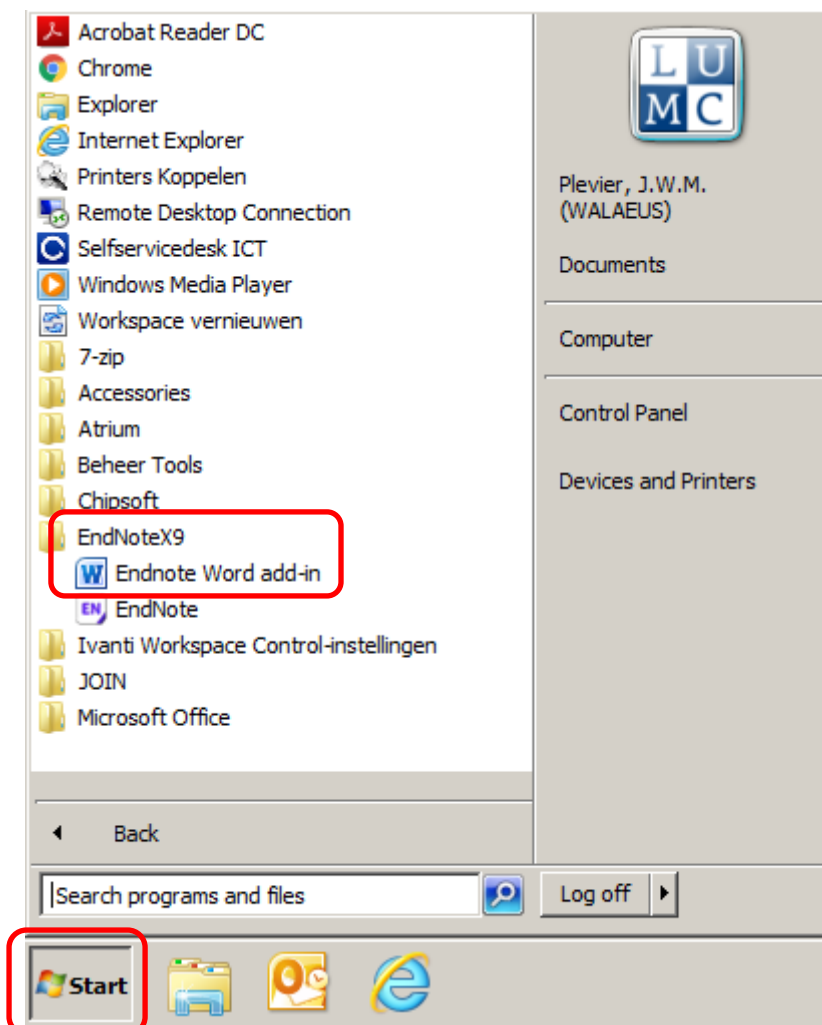 Acrobat Reader DC
Chrome
Explorer
Internet Explorer
Printers Koppelen
Remote Desktop Connection
Selfservicedesk ICT
Windows Media Player
Workspace vernieuwen
7-zip
Accessories
Atrium
Beheer Tools
Chipsoft
EndNoteX9
W Endnote Word add-in
EN EndNote
Ivanti Workspace Control-instellingen
JOIN
Microsoft Office
Back
Search programs and files
L U
M C
Plevier, J.W.M.
(WALAEUS)
Documents
Computer
Control Panel
Devices and Printers
Log off
Start